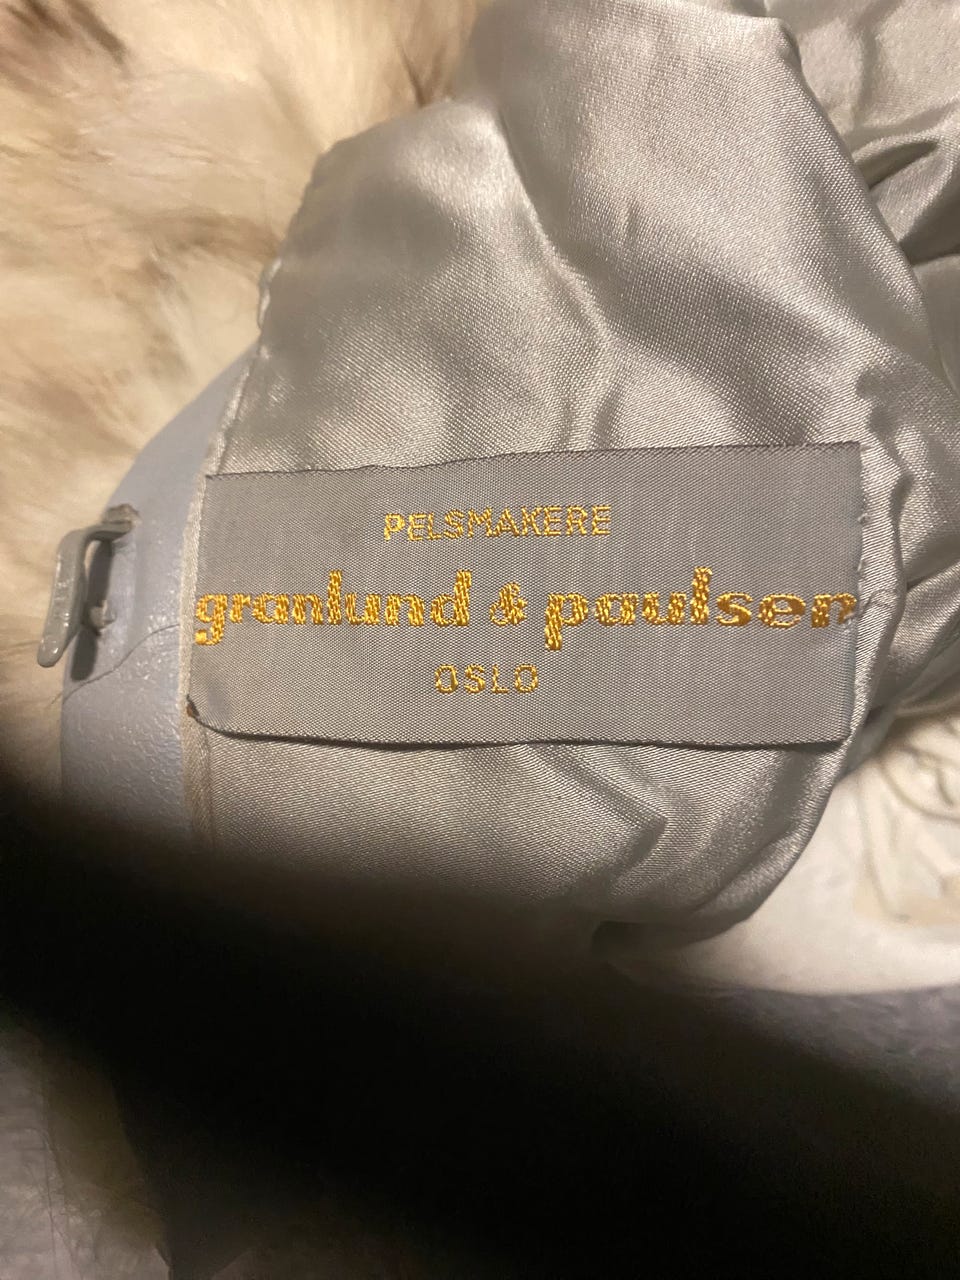 PELSMAKERE
granlund & paulsen
OSLO